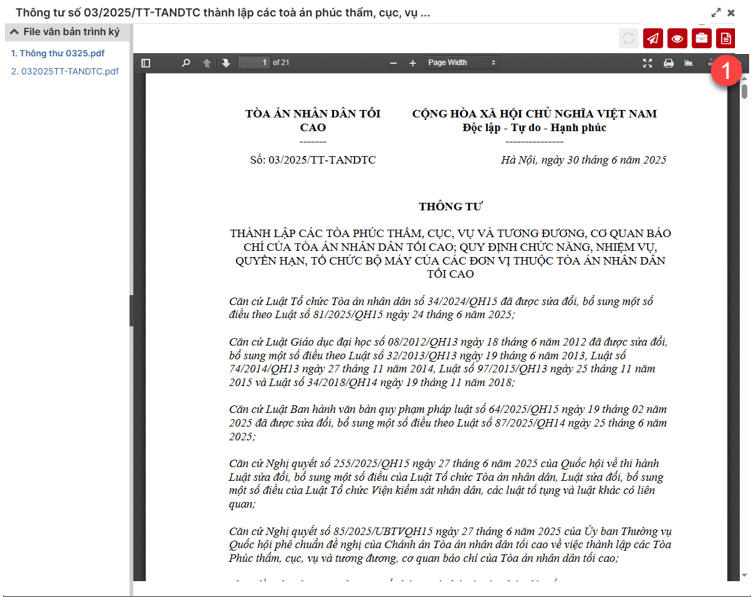 Thông tư số 03/2025/TT-TANDTC thành lập các toà án phúc thẩm, cục, vụ ...
File văn bản trình ký
1. Thông thư 0325.pdf
2. 032025TT-TANDTC.pdf
1 of 21
Page Width
1
TÒA ÁN NHÂN DÂN TỐI
CAO
-------
CỘNG HÒA XÃ HỘI CHỦ NGHĨA VIỆT NAM
Độc lập - Tự do - Hạnh phúc
---------------
Số: 03/2025/TT-TANDTC
Hà Nội, ngày 30 tháng 6 năm 2025
THÔNG TƯ
THÀNH LẬP CÁC TÒA PHÚC THẨM, CỤC, VỤ VÀ TƯƠNG ĐƯƠNG, CƠ QUAN BÁO
CHÍ CỦA TÒA ÁN NHÂN DÂN TỐI CAO; QUY ĐỊNH CHỨC NĂNG, NHIỆM VỤ,
QUYỀN HẠN, TỔ CHỨC BỘ MÁY CỦA CÁC ĐƠN VỊ THUỘC TÒA ÁN NHÂN DÂN
TỐI CAO
Căn cứ Luật Tổ chức Tòa án nhân dân số 34/2024/QH15 đã được sửa đổi, bổ sung một số
điều theo Luật số 81/2025/QH15 ngày 24 tháng 6 năm 2025;
Căn cứ Luật Giáo dục đại học số 08/2012/QH13 ngày 18 tháng 6 năm 2012 đã được sửa đổi,
bổ sung một số điều theo Luật số 32/2013/QH13 ngày 19 tháng 6 năm 2013, Luật số
74/2014/QH13 ngày 27 tháng 11 năm 2014, Luật số 97/2015/QH13 ngày 25 tháng 11 năm
2015 và Luật số 34/2018/QH14 ngày 19 tháng 11 năm 2018;
Căn cứ Luật Ban hành văn bản quy phạm pháp luật số 64/2025/QH15 ngày 19 tháng 02 năm
2025 đã được sửa đổi, bổ sung một số điều theo Luật số 87/2025/QH14 ngày 25 tháng 6 năm
2025;
Căn cứ Nghị quyết số 255/2025/QH15 ngày 27 tháng 6 năm 2025 của Quốc hội về thi hành
Luật sửa đổi, bổ sung một số điều của Luật Tổ chức Tòa án nhân dân, Luật sửa đổi, bổ sung
một số điều của Luật Tổ chức Viện kiểm sát nhân dân, các luật tố tụng và luật khác có liên
quan;
Căn cứ Nghị quyết số 85/2025/UBTVQH15 ngày 27 tháng 6 năm 2025 của Ủy ban Thường vụ
Quốc hội phê chuẩn đề nghị của Chánh án Tòa án nhân dân tối cao về việc thành lập các Tòa
Phúc thẩm, cục, vụ và tương đương, cơ quan báo chí của Tòa án nhân dân tối cao;